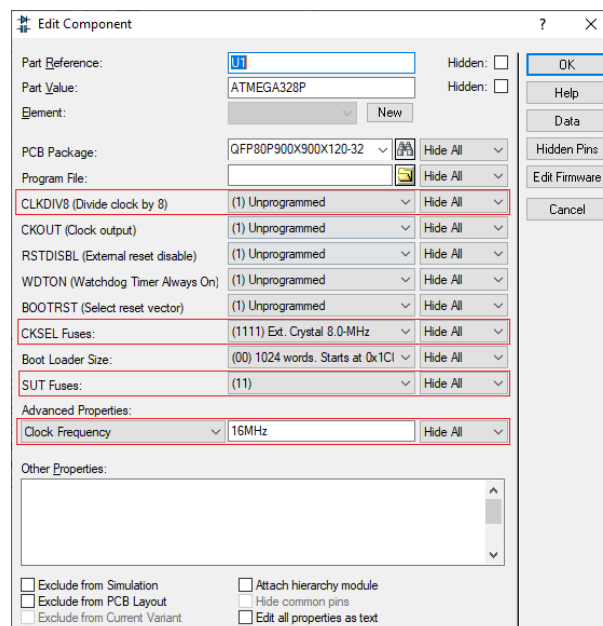 Edit Component ? ×
Part Reference: U1 Hidden: OK
Part Value: ATMEGA328P Hidden: Help
Element: New Data
PCB Package: QFP80P900X900X120-32 Hide All Hidden Pins
Program File: Hide All Edit Firmware
CLKDIV8 (Divide clock by 8) (1) Unprogrammed Hide All Cancel
CKOUT (Clock output) (1) Unprogrammed Hide All
RSTDISBL (External reset disable) (1) Unprogrammed Hide All
WDTON (Watchdog Timer Always On) (1) Unprogrammed Hide All
BOOTRST (Select reset vector) (1) Unprogrammed Hide All
CKSEL Fuses: (1111) Ext. Crystal 8.0-MHz Hide All
Boot Loader Size: (00) 1024 words. Starts at 0x1C Hide All
SUT Fuses: (11) Hide All
Advanced Properties:
Clock Frequency 16MHz Hide All
Other Properties:
Exclude from Simulation Attach hierarchy module
Exclude from PCB Layout Hide common pins
Exclude from Current Variant Edit all properties as text